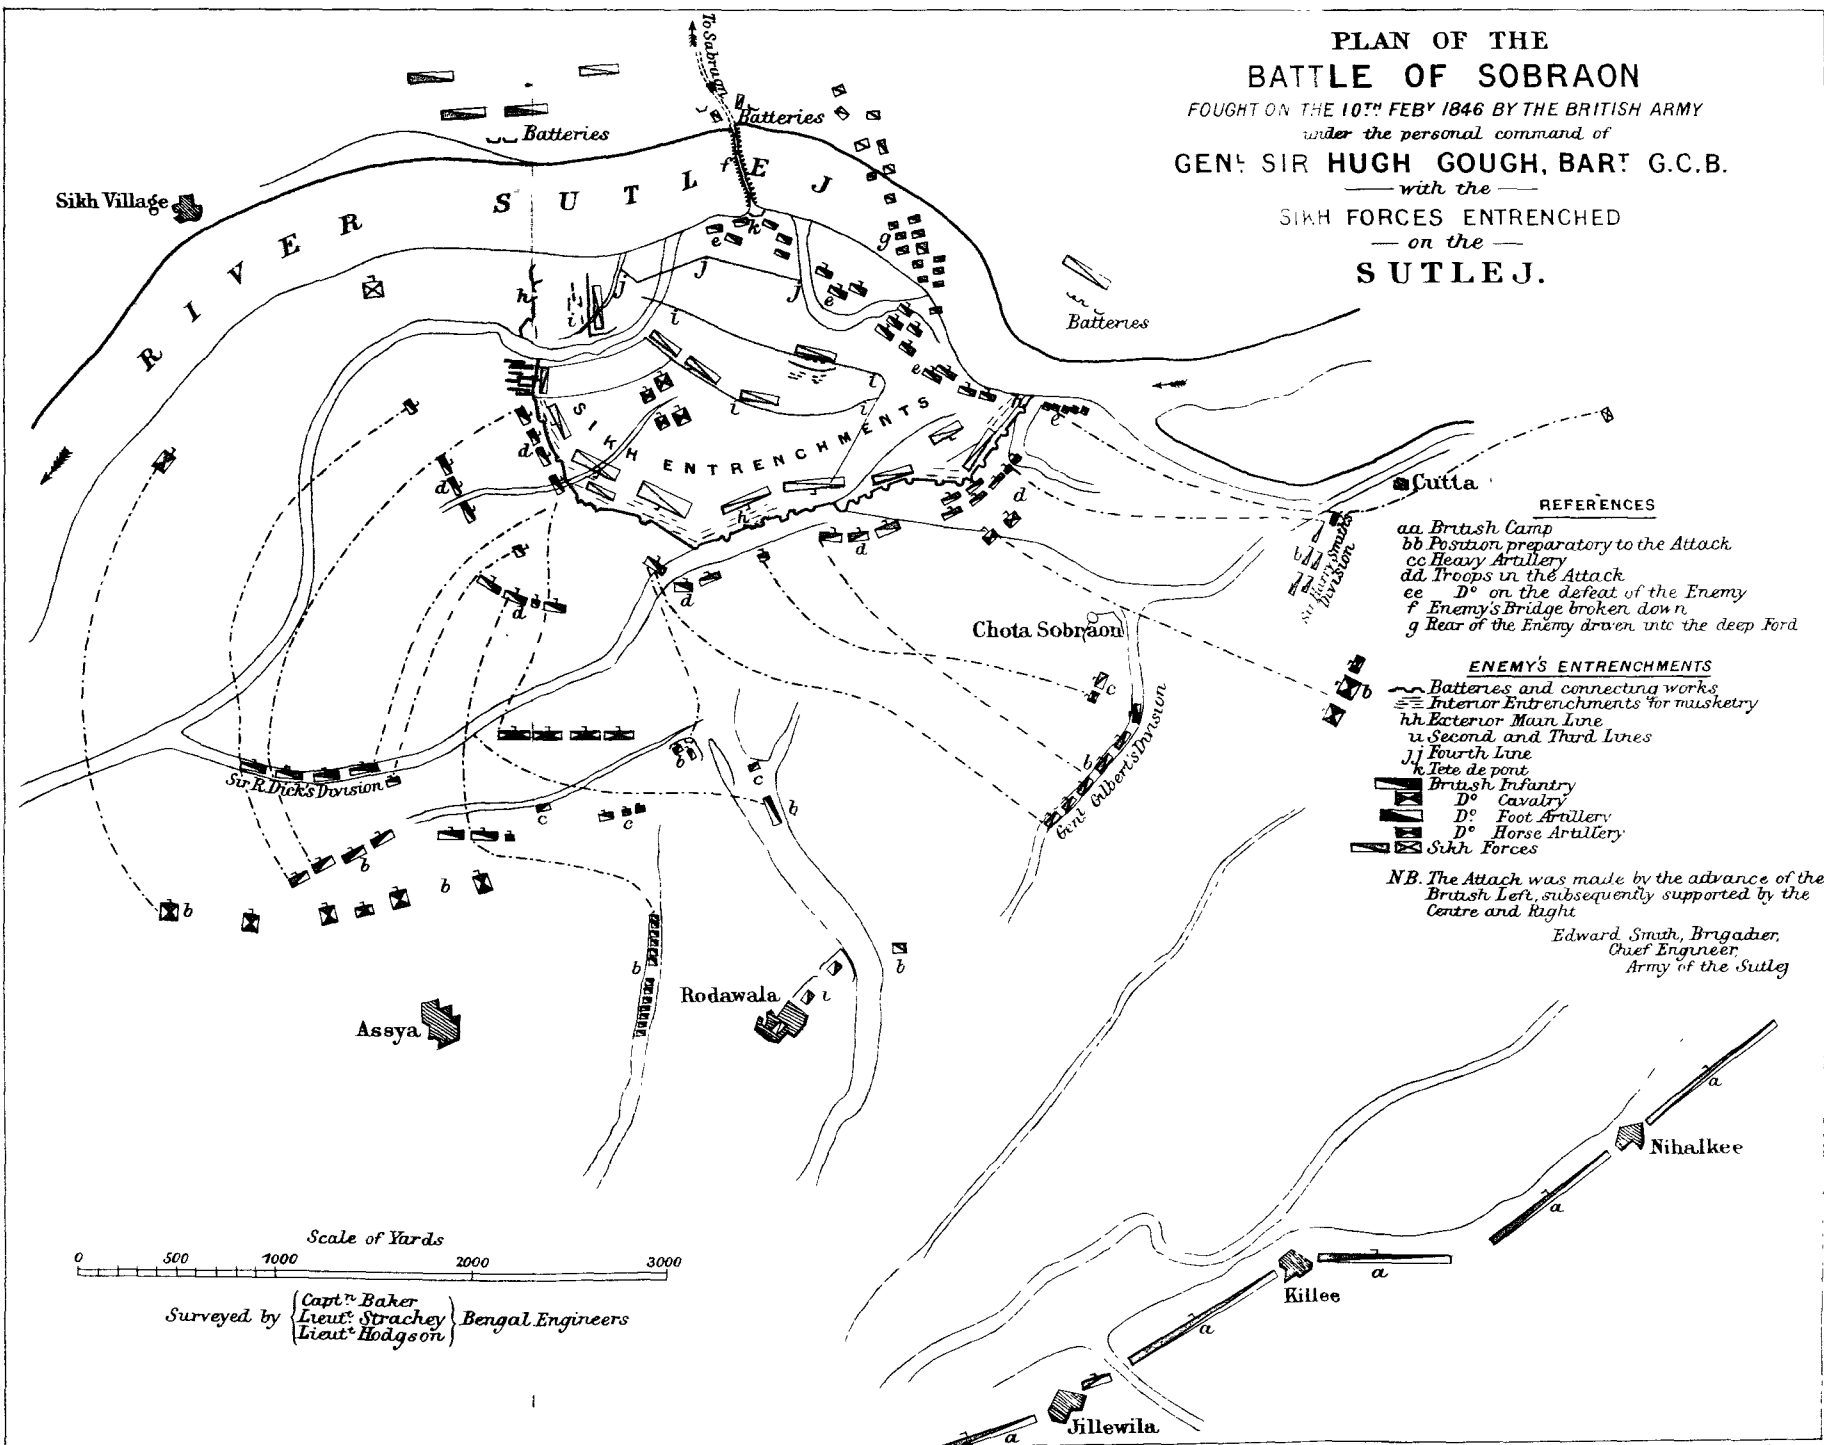 PLAN OF THE
BATTLE OF SOBRAON
FOUGHT ON THE 10TH FEBY 1846 BY THE BRITISH ARMY
under the personal command of
GENL SIR HUGH GOUGH, BART G.C.B.
with the
SIKH FORCES ENTRENCHED
on the
SUTLEJ.
To Sabraon
Batteries
Batteries
Sikh Village
RIVER SUTLEJ
f
e
k
g
j
j
j
h
i
i
e
Batteries
i
i
i
e
h
e
SIKH ENTRENCHMENTS
d
d
h
d
d
d
d
Cutta
Sir Harry Smith's
Division
b
Chota Sobraon
c
b
b
Genl Gilbert's Division
Sir R. Dick's Division
b
c
b
c
c
b
b
b
b
b
Assya
Rodawala
i
REFERENCES
aa British Camp
bb Position preparatory to the Attack
cc Heavy Artillery
dd Troops in the Attack
ee Do on the defeat of the Enemy
f Enemy's Bridge broken down
g Rear of the Enemy driven into the deep Ford
ENEMY'S ENTRENCHMENTS
Batteries and connecting works
Interior Entrenchments for musketry
hh Exterior Main Line
ii Second and Third Lines
jj Fourth Line
k Tete de pont
British Infantry
Do Cavalry
Do Foot Artillery
Do Horse Artillery
Sikh Forces
NB. The Attack was made by the advance of the
British Left, subsequently supported by the
Centre and Right
Edward Smith, Brigadier,
Chief Engineer,
Army of the Sutlej
a
Nihalkee
a
Killee
a
a
Jillewila
a
Scale of Yards
0 500 1000 2000 3000
Surveyed by { Captn Baker
Lieutt Strachey
Lieutt Hodgson } Bengal Engineers